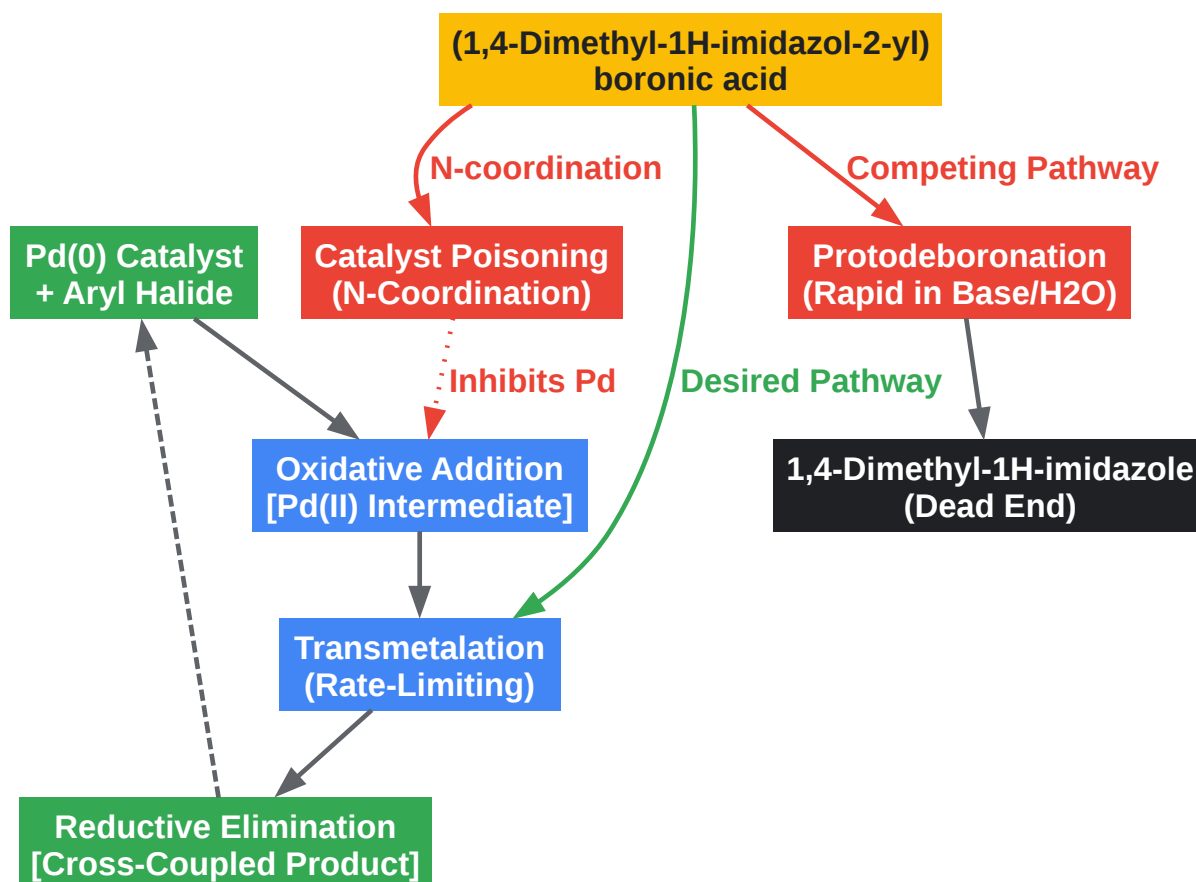 (1,4-Dimethyl-1H-imidazol-2-yl)
boronic acid
N-coordination
Competing Pathway
Pd(0) Catalyst
+ Aryl Halide
Catalyst Poisoning
(N-Coordination)
Protodeboronation
(Rapid in Base/H2O)
Inhibits Pd
Desired Pathway
Oxidative Addition
[Pd(II) Intermediate]
1,4-Dimethyl-1H-imidazole
(Dead End)
Transmetalation
(Rate-Limiting)
Reductive Elimination
[Cross-Coupled Product]